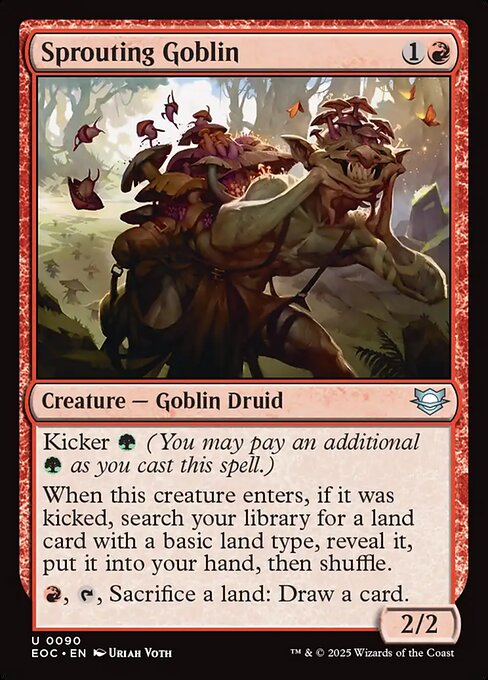 Sprouting Goblin 1
Creature — Goblin Druid
Kicker (You may pay an additional
as you cast this spell.)
When this creature enters, if it was
kicked, search your library for a land
card with a basic land type, reveal it,
put it into your hand, then shuffle.
, , Sacrifice a land: Draw a card.
2/2
U 0090
EOC • EN Uriah Voth
™ & © 2025 Wizards of the Coast